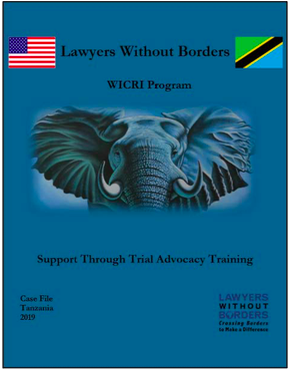 Lawyers Without Borders
WICRI Program
Support Through Trial Advocacy Training
Case File
Tanzania
2019
LAWYERS
WITHOUT
BORDERS
Crossing Borders
to Make a Difference